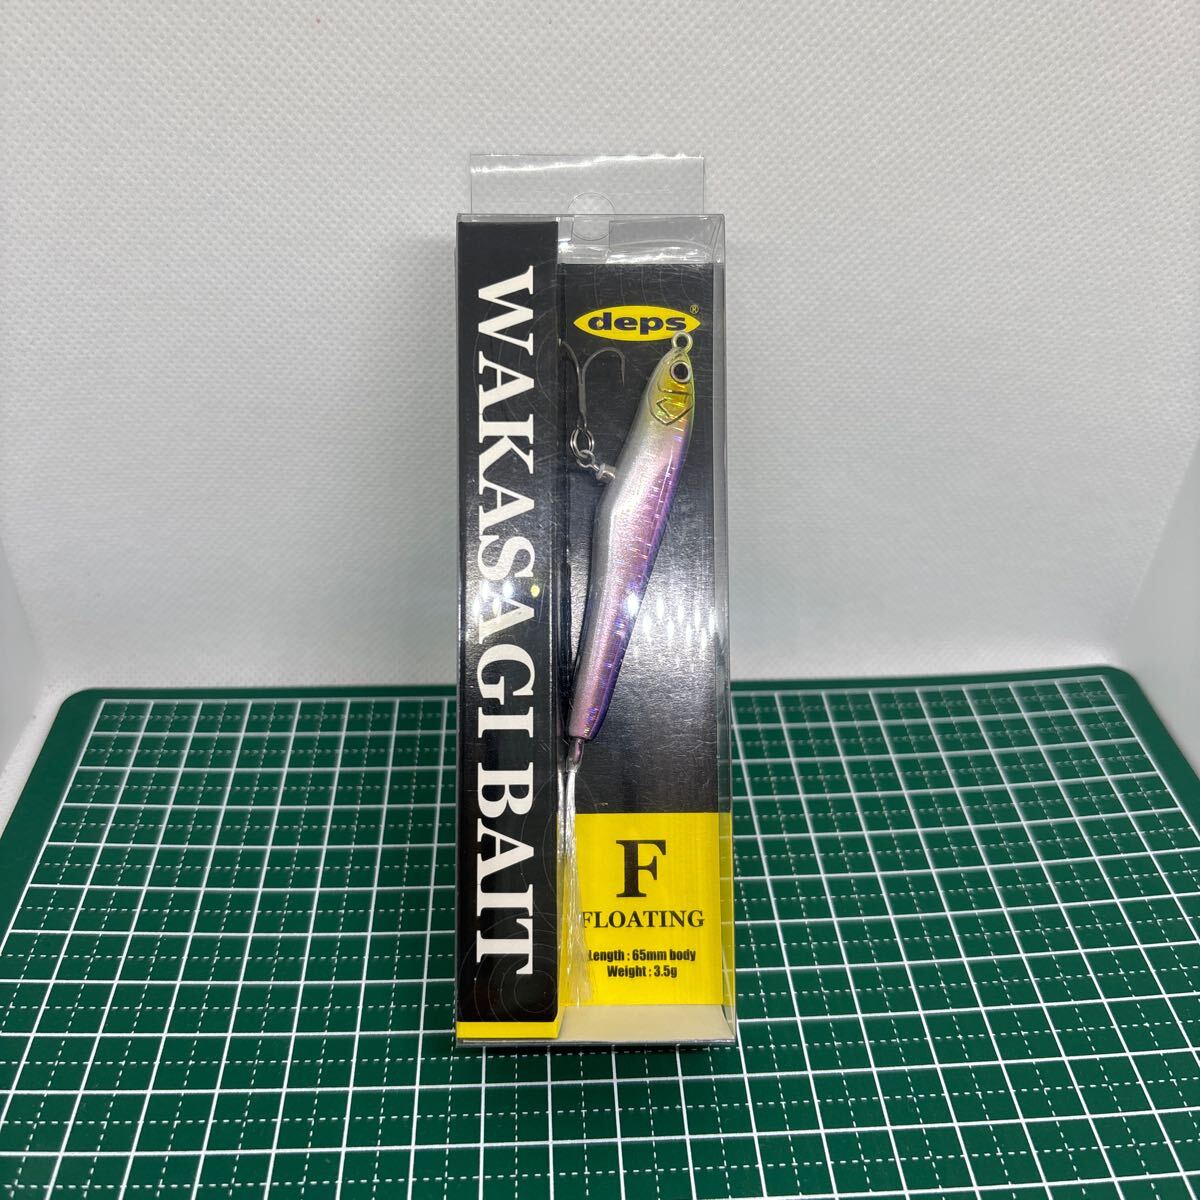 WAKASAGI BAIT
deps®
F
FLOATING
Length : 65mm body
Weight : 3.5g